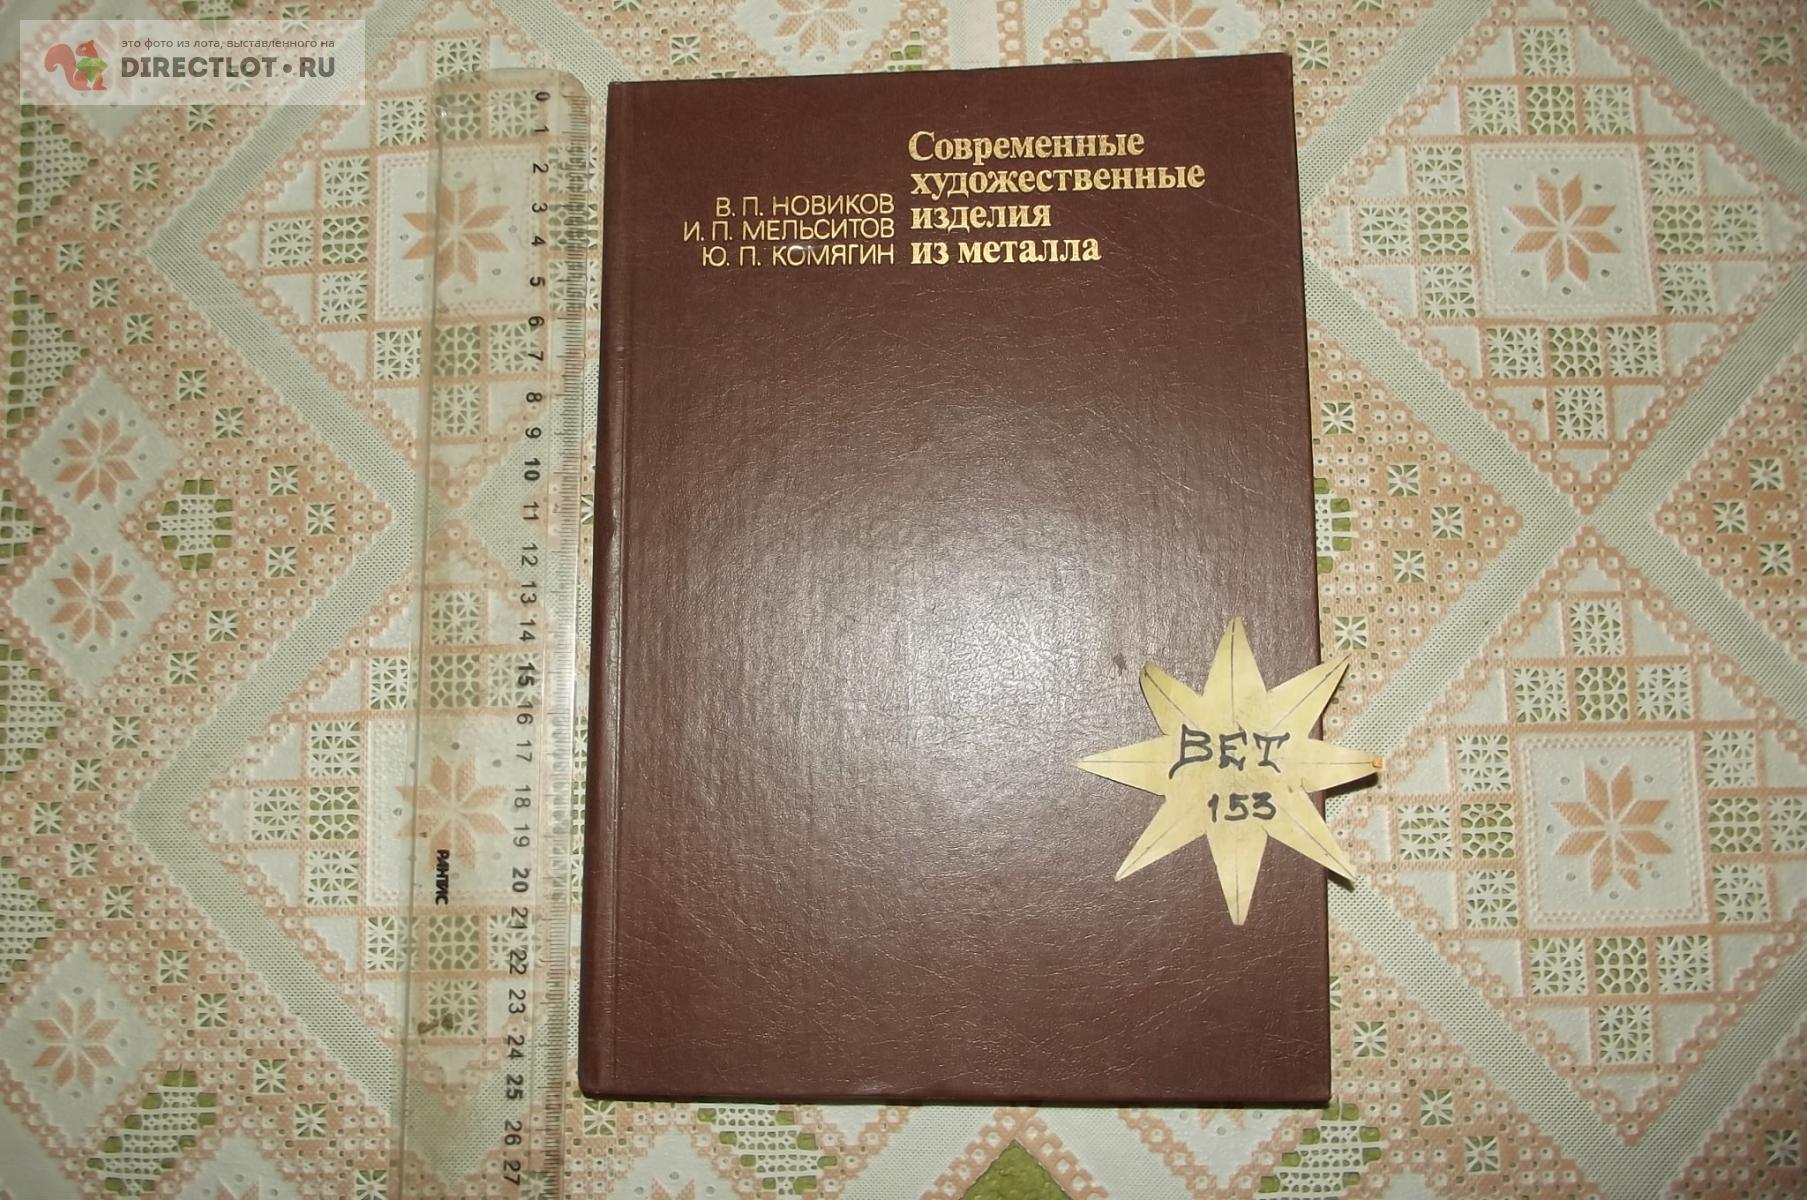 это фото из лота, выставленного на
DIRECTLOT.RU
Современные
художественные
изделия
из металла
В. П. НОВИКОВ
И. П. МЕЛЬСИТОВ
Ю. П. КОМЯГИН
ВЕТ
153
0
1
2
3
4
5
6
7
8
9
10
11
12
13
14
15
16
17
18
19
20
21
22
23
24
25
26
27
РАНТИС